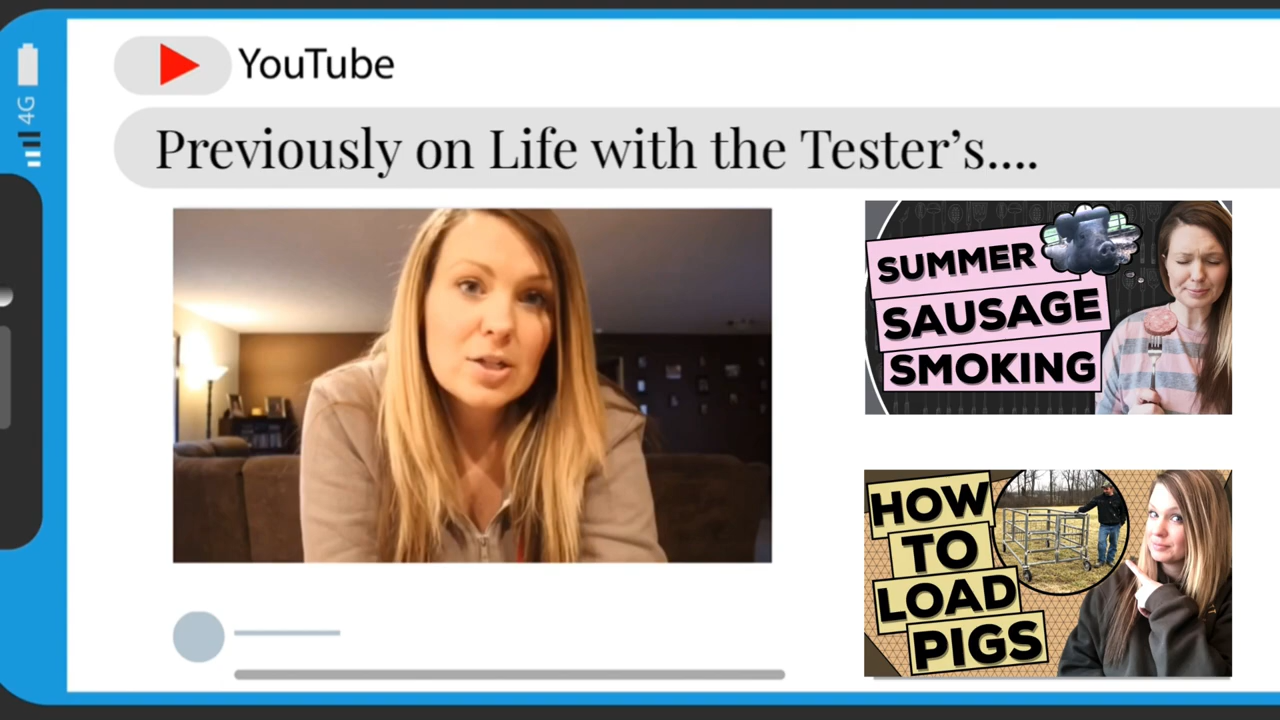 4G
YouTube
Previously on Life with the Tester’s....
SUMMER
SAUSAGE
SMOKING
HOW
TO
LOAD
PIGS